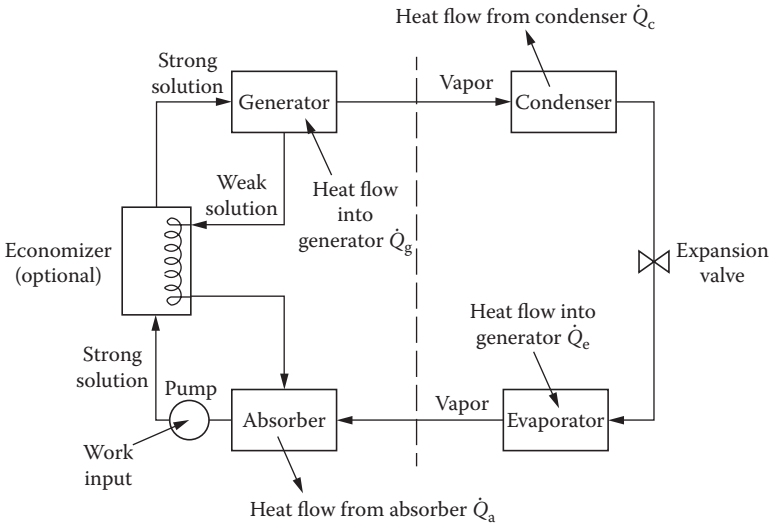 Heat flow from condenser Q̇c
Strong
solution
Generator
Vapor
Condenser
Weak
solution
Heat flow
into
generator Q̇g
Economizer
(optional)
Expansion
valve
Heat flow into
generator Q̇e
Strong
solution
Pump
Absorber
Vapor
Evaporator
Work
input
Heat flow from absorber Q̇a